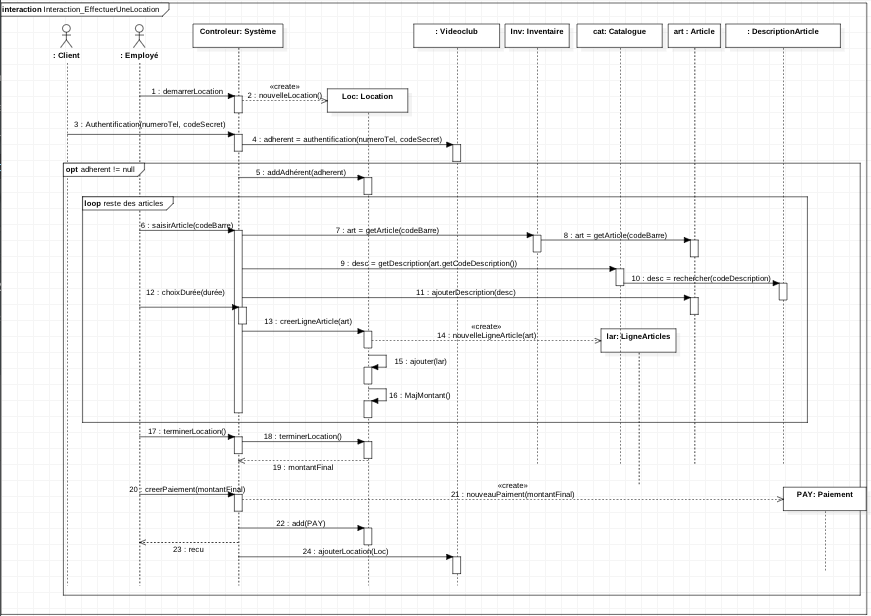 interaction Interaction_EffectuerUneLocation
: Client
: Employé
Controleur: Système
: Videoclub
Inv: Inventaire
cat: Catalogue
art : Article
: DescriptionArticle
1 : demarrerLocation
«create»
2 : nouvelleLocation()
Loc: Location
3 : Authentification(numeroTel, codeSecret)
4 : adherent = authentification(numeroTel, codeSecret)
opt adherent != null
5 : addAdhérent(adherent)
loop reste des articles
6 : saisirArticle(codeBarre)
7 : art = getArticle(codeBarre)
8 : art = getArticle(codeBarre)
9 : desc = getDescription(art.getCodeDescription())
10 : desc = rechercher(codeDescription)
11 : ajouterDescription(desc)
12 : choixDurée(durée)
13 : creerLigneArticle(art)
«create»
14 : nouvelleLigneArticle(art)
lar: LigneArticles
15 : ajouter(lar)
16 : MajMontant()
17 : terminerLocation()
18 : terminerLocation()
19 : montantFinal
20 : creerPaiement(montantFinal)
«create»
21 : nouveauPaiment(montantFinal)
PAY: Paiement
22 : add(PAY)
23 : recu
24 : ajouterLocation(Loc)